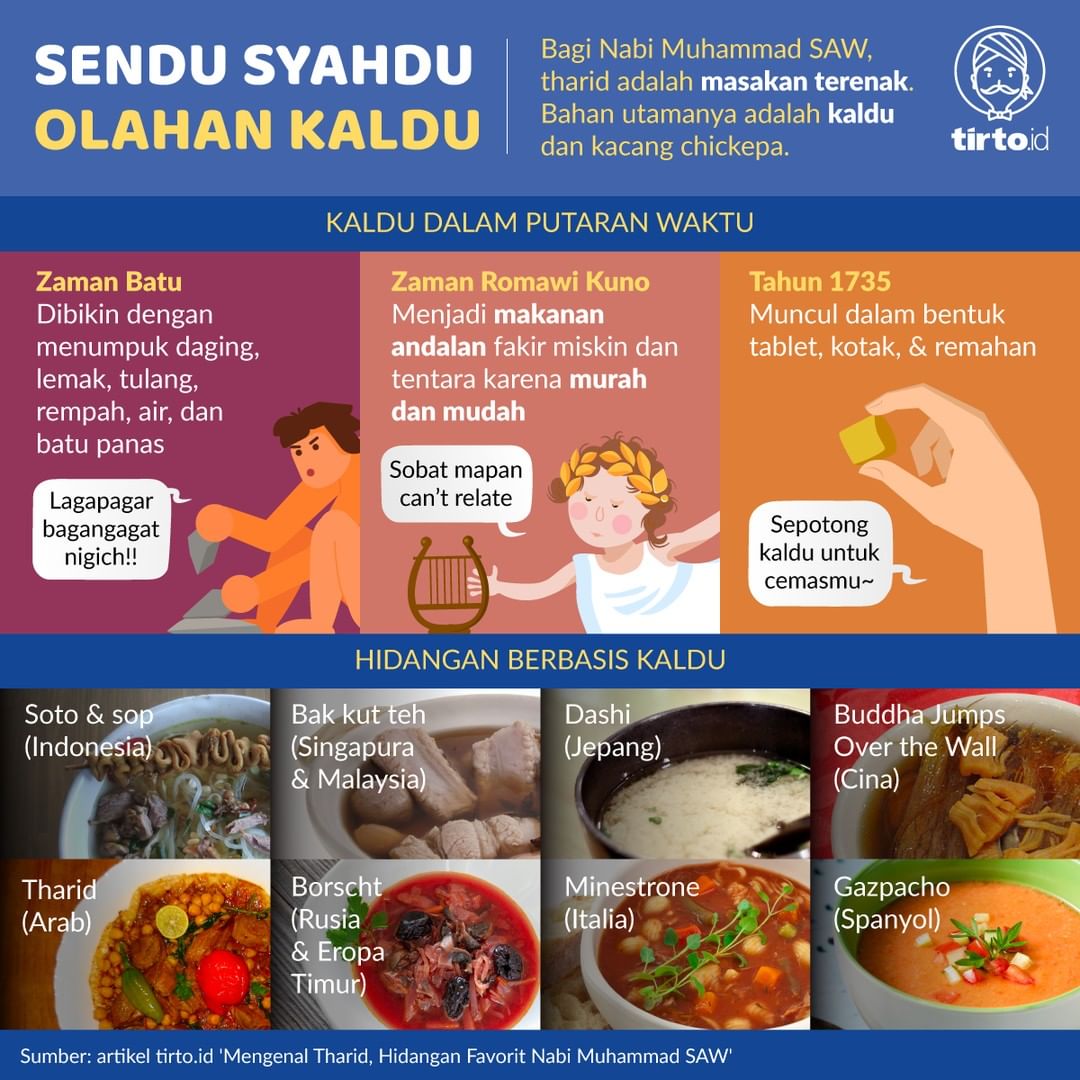 SENDU SYAHDU
OLAHAN KALDU
Bagi Nabi Muhammad SAW,
tharid adalah masakan terenak.
Bahan utamanya adalah kaldu
dan kacang chickepa.
tirto.id
KALDU DALAM PUTARAN WAKTU
Zaman Batu
Dibikin dengan
menumpuk daging,
lemak, tulang,
rempah, air, dan
batu panas
Lagapagar
bagangagat
nigich!!
Zaman Romawi Kuno
Menjadi makanan
andalan fakir miskin dan
tentara karena murah
dan mudah
Sobat mapan
can't relate
Tahun 1735
Muncul dalam bentuk
tablet, kotak, & remahan
Sepotong
kaldu untuk
cemasmu~
HIDANGAN BERBASIS KALDU
Soto & sop
(Indonesia)
Bak kut teh
(Singapura
& Malaysia)
Dashi
(Jepang)
Buddha Jumps
Over the Wall
(Cina)
Tharid
(Arab)
Borscht
(Rusia
& Eropa
Timur)
Minestrone
(Italia)
Gazpacho
(Spanyol)
Sumber: artikel tirto.id 'Mengenal Tharid, Hidangan Favorit Nabi Muhammad SAW'